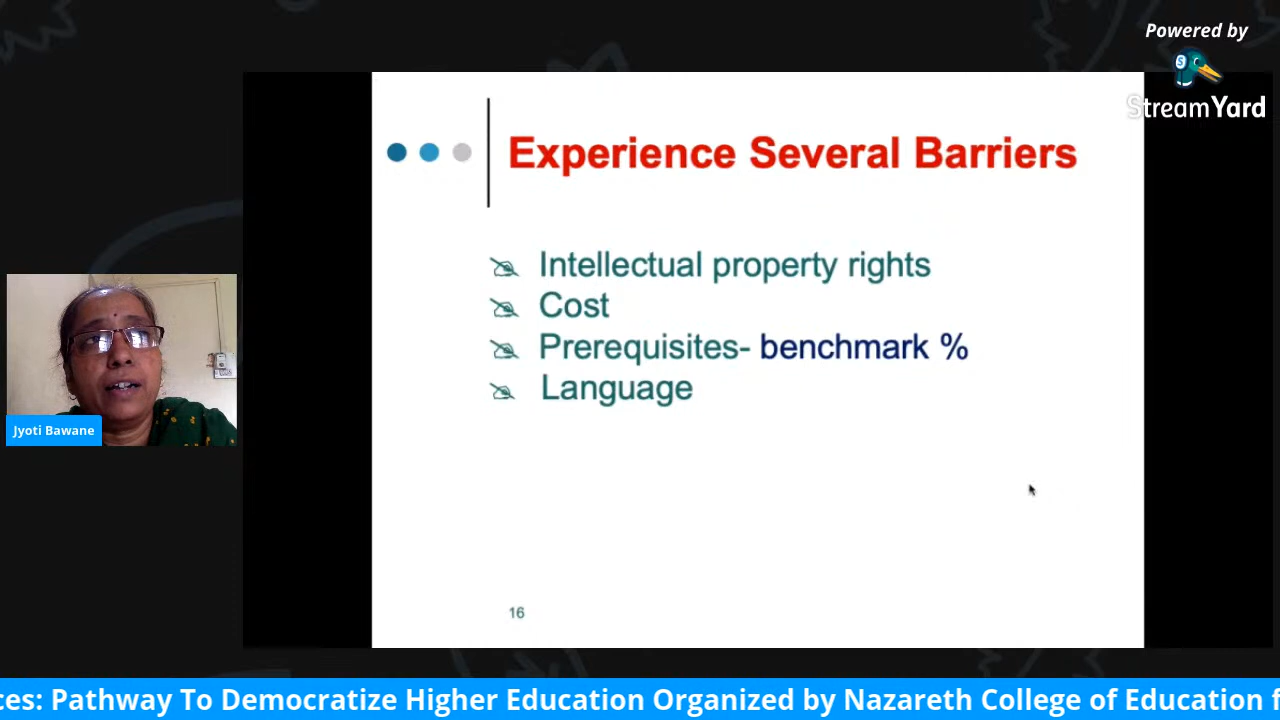 Powered by
StreamYard
Experience Several Barriers
Intellectual property rights
Cost
Prerequisites- benchmark %
Language
Jyoti Bawane
16
ces: Pathway To Democratize Higher Education Organized by Nazareth College of Education f